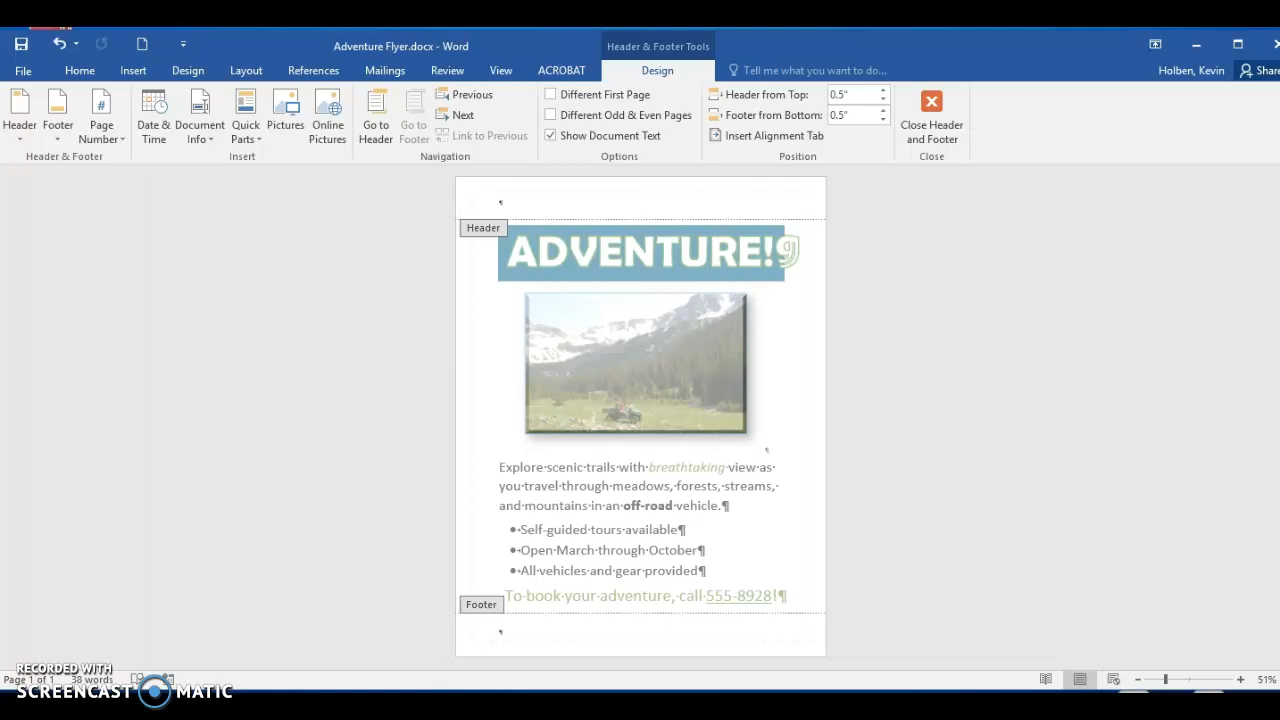 Adventure Flyer.docx - Word
Header & Footer Tools
File Home Insert Design Layout References Mailings Review View ACROBAT Design Tell me what you want to do... Holben, Kevin Share
Header
Footer
Page Number
Header & Footer
Date & Time
Document Info
Quick Parts
Pictures
Online Pictures
Insert
Go to Header
Go to Footer
Previous
Next
Link to Previous
Navigation
Different First Page
Different Odd & Even Pages
Show Document Text
Options
Header from Top: 0.5"
Footer from Bottom: 0.5"
Insert Alignment Tab
Position
Close Header and Footer
Close
¶
Header
ADVENTURE!¶
¶
Explore·scenic·trails·with·breathtaking·view·as·
you·travel·through·meadows,·forests,·streams,·
and·mountains·in·an·off-road·vehicle.¶
•Self-guided·tours·available¶
•Open·March·through·October¶
•All·vehicles·and·gear·provided¶
To·book·your·adventure,·call·555-8928!¶
Footer
¶
RECORDED WITH
SCREENCAST MATIC
Page 1 of 1 38 words
51%